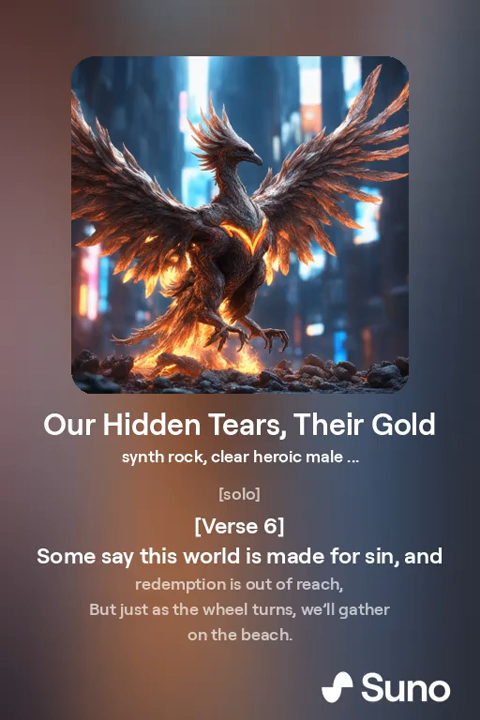 Our Hidden Tears, Their Gold
synth rock, clear heroic male ...
[solo]
[Verse 6]
Some say this world is made for sin, and
redemption is out of reach,
But just as the wheel turns, we'll gather
on the beach.
Suno